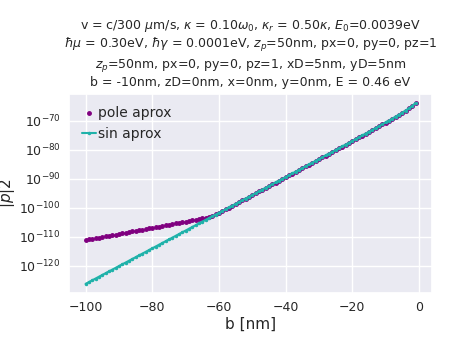 v = c/300 μm/s, κ = 0.10ω₀, κᵣ = 0.50κ, E₀=0.0039eV
ℏμ = 0.30eV, ℏγ = 0.0001eV, zₚ=50nm, px=0, py=0, pz=1
zₚ=50nm, px=0, py=0, pz=1, xD=5nm, yD=5nm
b = -10nm, zD=0nm, x=0nm, y=0nm, E = 0.46 eV
pole aprox
sin aprox
10⁻⁷⁰
10⁻⁸⁰
10⁻⁹⁰
10⁻¹⁰⁰
10⁻¹¹⁰
10⁻¹²⁰
|p|2
−100
−80
−60
−40
−20
0
b [nm]